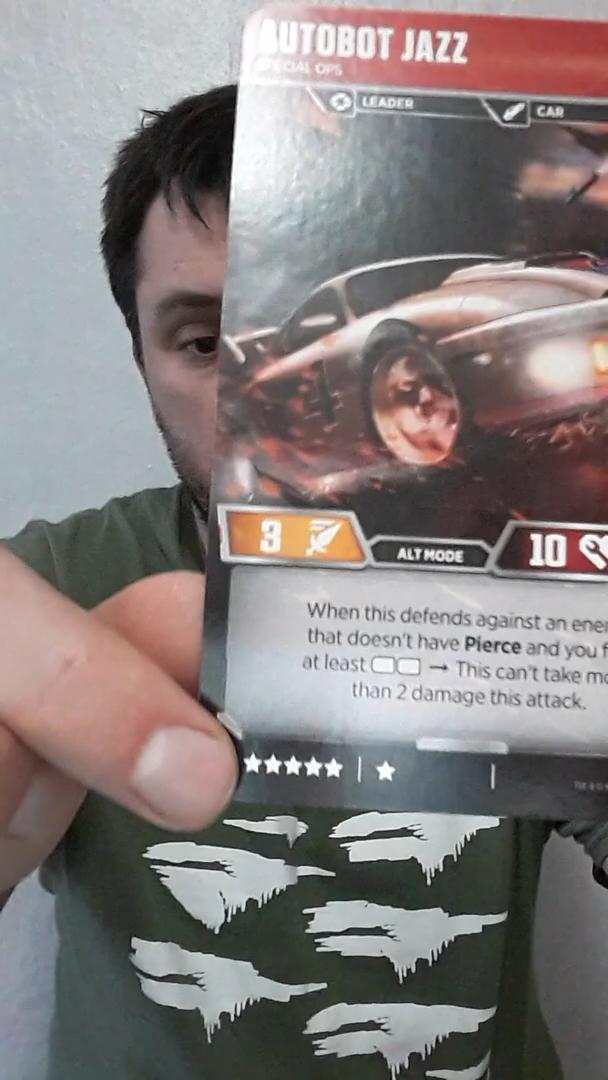 AUTOBOT JAZZ
SPECIAL OPS
LEADER
CAR
3
ALT MODE
10
When this defends against an ene
that doesn't have Pierce and you f
at least → This can't take mo
than 2 damage this attack.